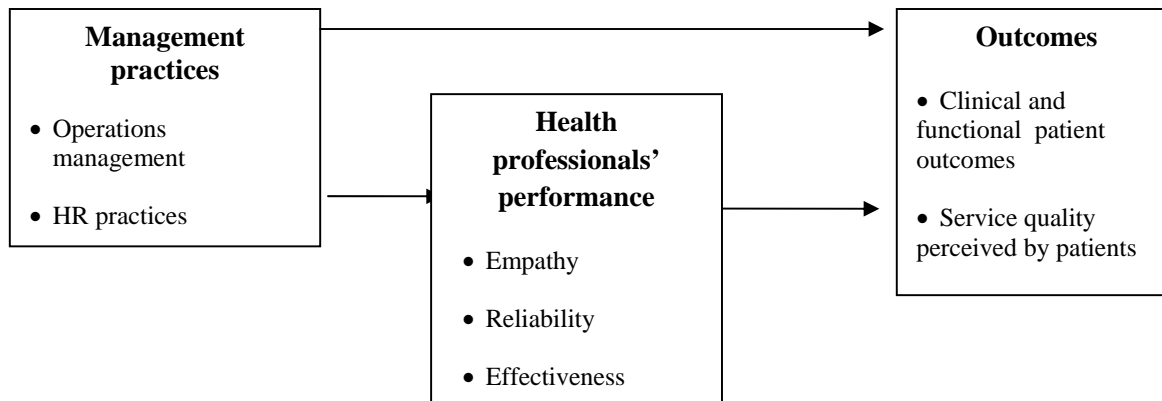 Management
practices
• Operations
management
• HR practices
Health
professionals’
performance
• Empathy
• Reliability
• Effectiveness
Outcomes
• Clinical and
functional patient
outcomes
• Service quality
perceived by patients